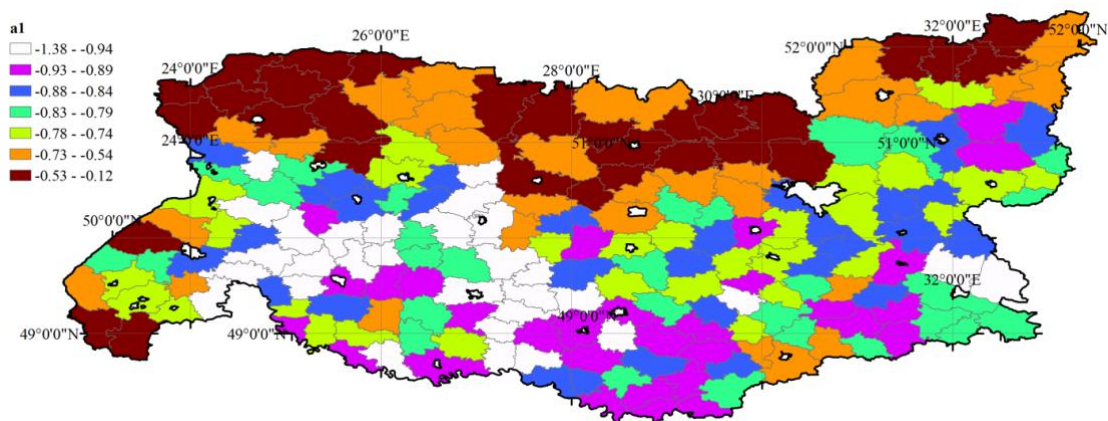 a1
-1.38 - -0.94
-0.93 - -0.89
-0.88 - -0.84
-0.83 - -0.79
-0.78 - -0.74
-0.73 - -0.54
-0.53 - -0.12
26°0'0"E
32°0'0"E
52°0'0"N
52°0'0"N
24°0'0"E
28°0'0"E
30°0'0"E
24°0'0"E
51°0'0"N
51°0'0"N
50°0'0"N
32°0'0"E
49°0'0"N
49°0'0"N
49°0'0"N